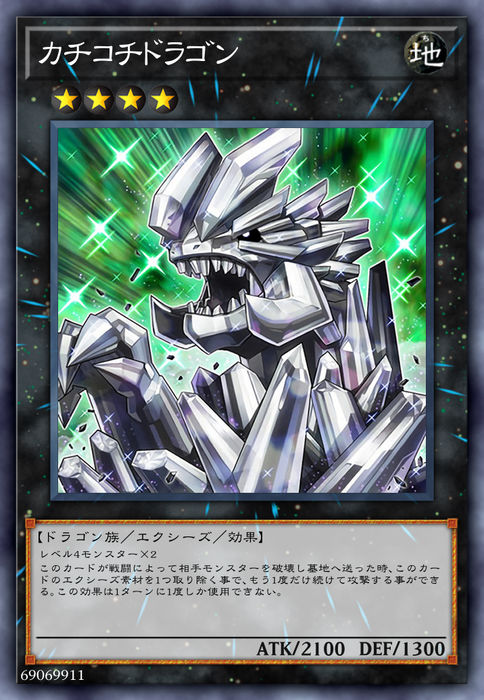 カチコチドラゴン
ち
地
【ドラゴン族／エクシーズ／効果】
レベル4モンスター×2
このカードが戦闘によって相手モンスターを破壊し墓地へ送った時、このカー
ドのエクシーズ素材を1つ取り除く事で、もう1度だけ続けて攻撃する事ができ
る。この効果は1ターンに1度しか使用できない。
ATK/2100 DEF/1300
69069911